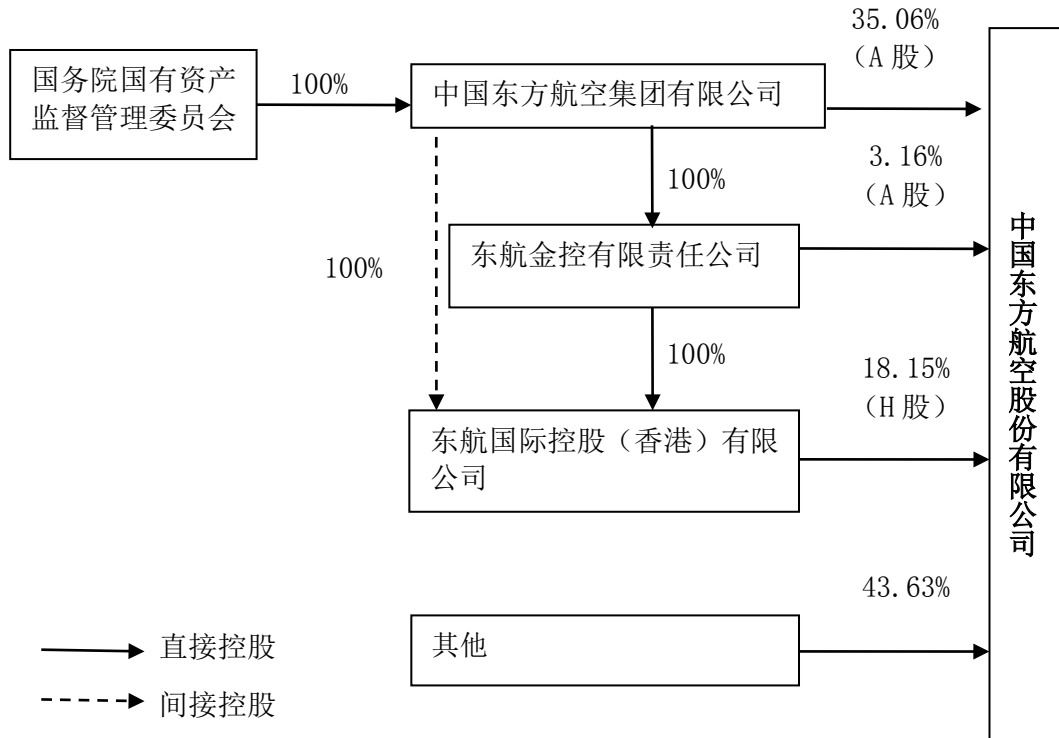 35.06%
(A 股)
国务院国有资产
监督管理委员会
100%
中国东方航空集团有限公司
100%
3.16%
(A 股)
100%
东航金控有限责任公司
100%
18.15%
(H 股)
东航国际控股（香港）有限
公司
中国东方航空股份有限公司
43.63%
其他
直接控股
间接控股